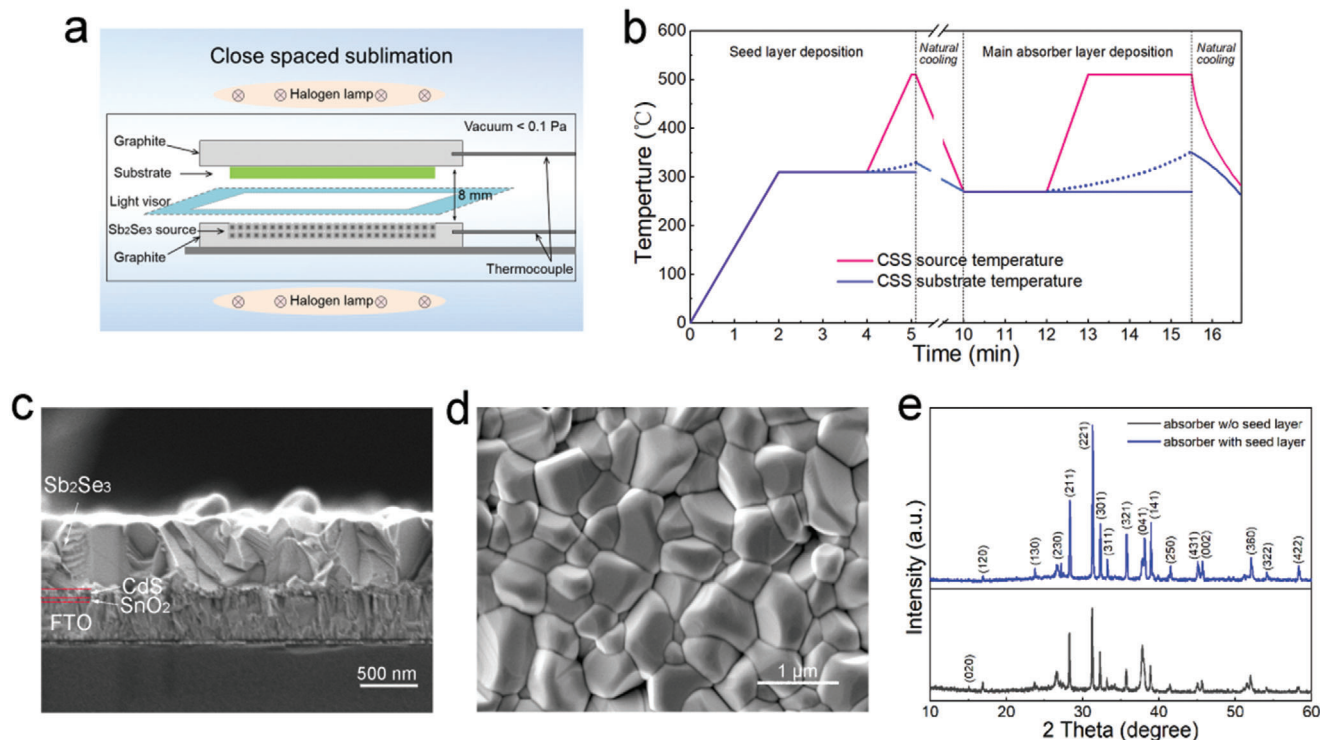 a
Close spaced sublimation
Halogen lamp
Vacuum < 0.1 Pa
Graphite
Substrate
Light visor
8 mm
Sb₂Se₃ source
Graphite
Thermocouple
Halogen lamp
b
Temperture (℃)
600
500
400
300
200
100
0
Seed layer deposition
Natural
cooling
Main absorber layer deposition
Natural
cooling
CSS source temperature
CSS substrate temperature
0 1 2 3 4 5 10 12 13 14 15 16
Time (min)
c
Sb₂Se₃
CdS
SnO₂
FTO
500 nm
d
1 μm
e
Intensity (a.u.)
absorber w/o seed layer
absorber with seed layer
(120)
(130)
(230)
(211)
(221)
(301)
(311)
(321)
(041)
(141)
(250)
(431)
(002)
(360)
(322)
(422)
(020)
10 20 30 40 50 60
2 Theta (degree)